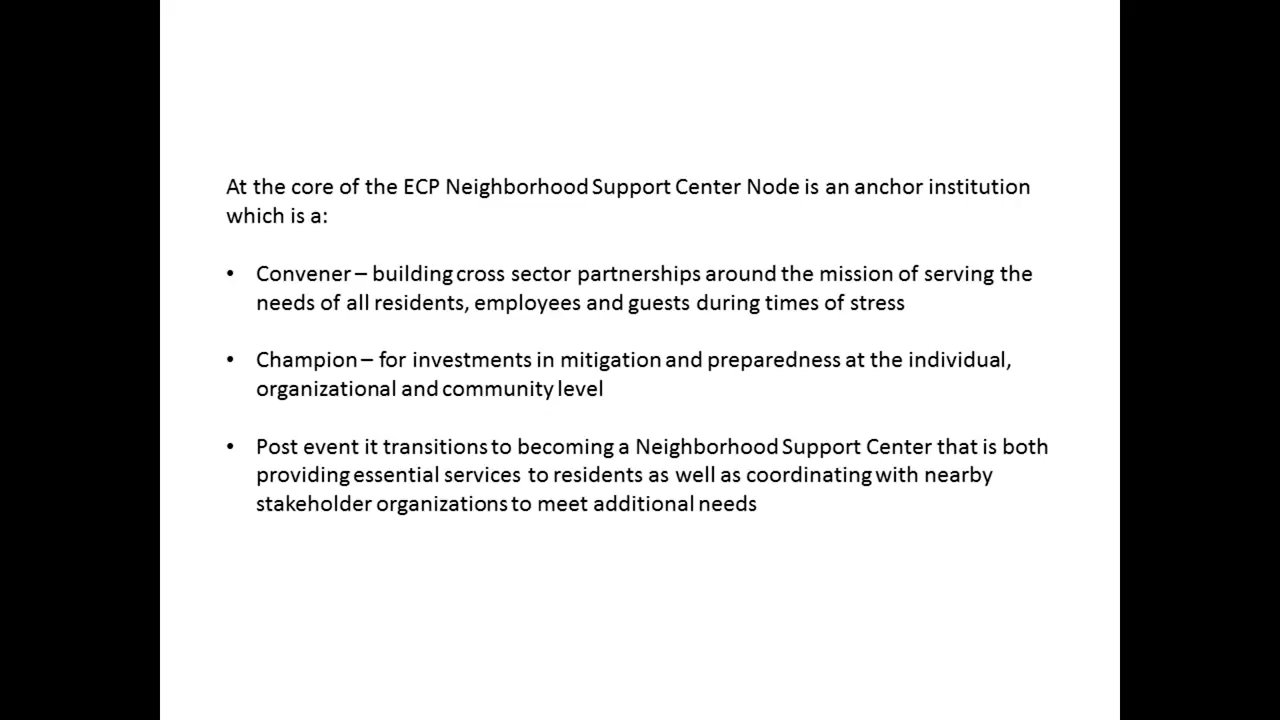 At the core of the ECP Neighborhood Support Center Node is an anchor institution
which is a:
• Convener – building cross sector partnerships around the mission of serving the
needs of all residents, employees and guests during times of stress
• Champion – for investments in mitigation and preparedness at the individual,
organizational and community level
• Post event it transitions to becoming a Neighborhood Support Center that is both
providing essential services to residents as well as coordinating with nearby
stakeholder organizations to meet additional needs